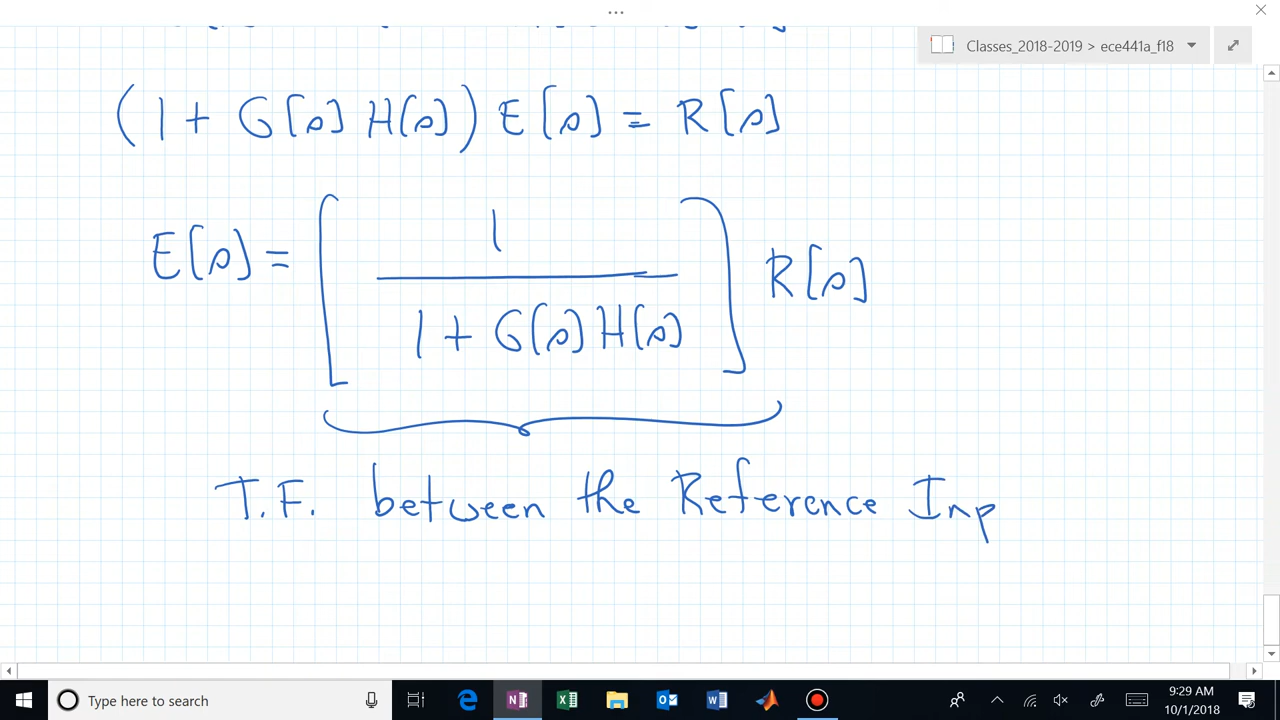 ...
Classes_2018-2019 > ece441a_f18
(1 + G[s] H[s]) E[s] = R[s]
E[s] = [ 1 / 1 + G[s] H[s] ] R[s]
T.F. between the Reference Inp
Type here to search
9:29 AM
10/1/2018